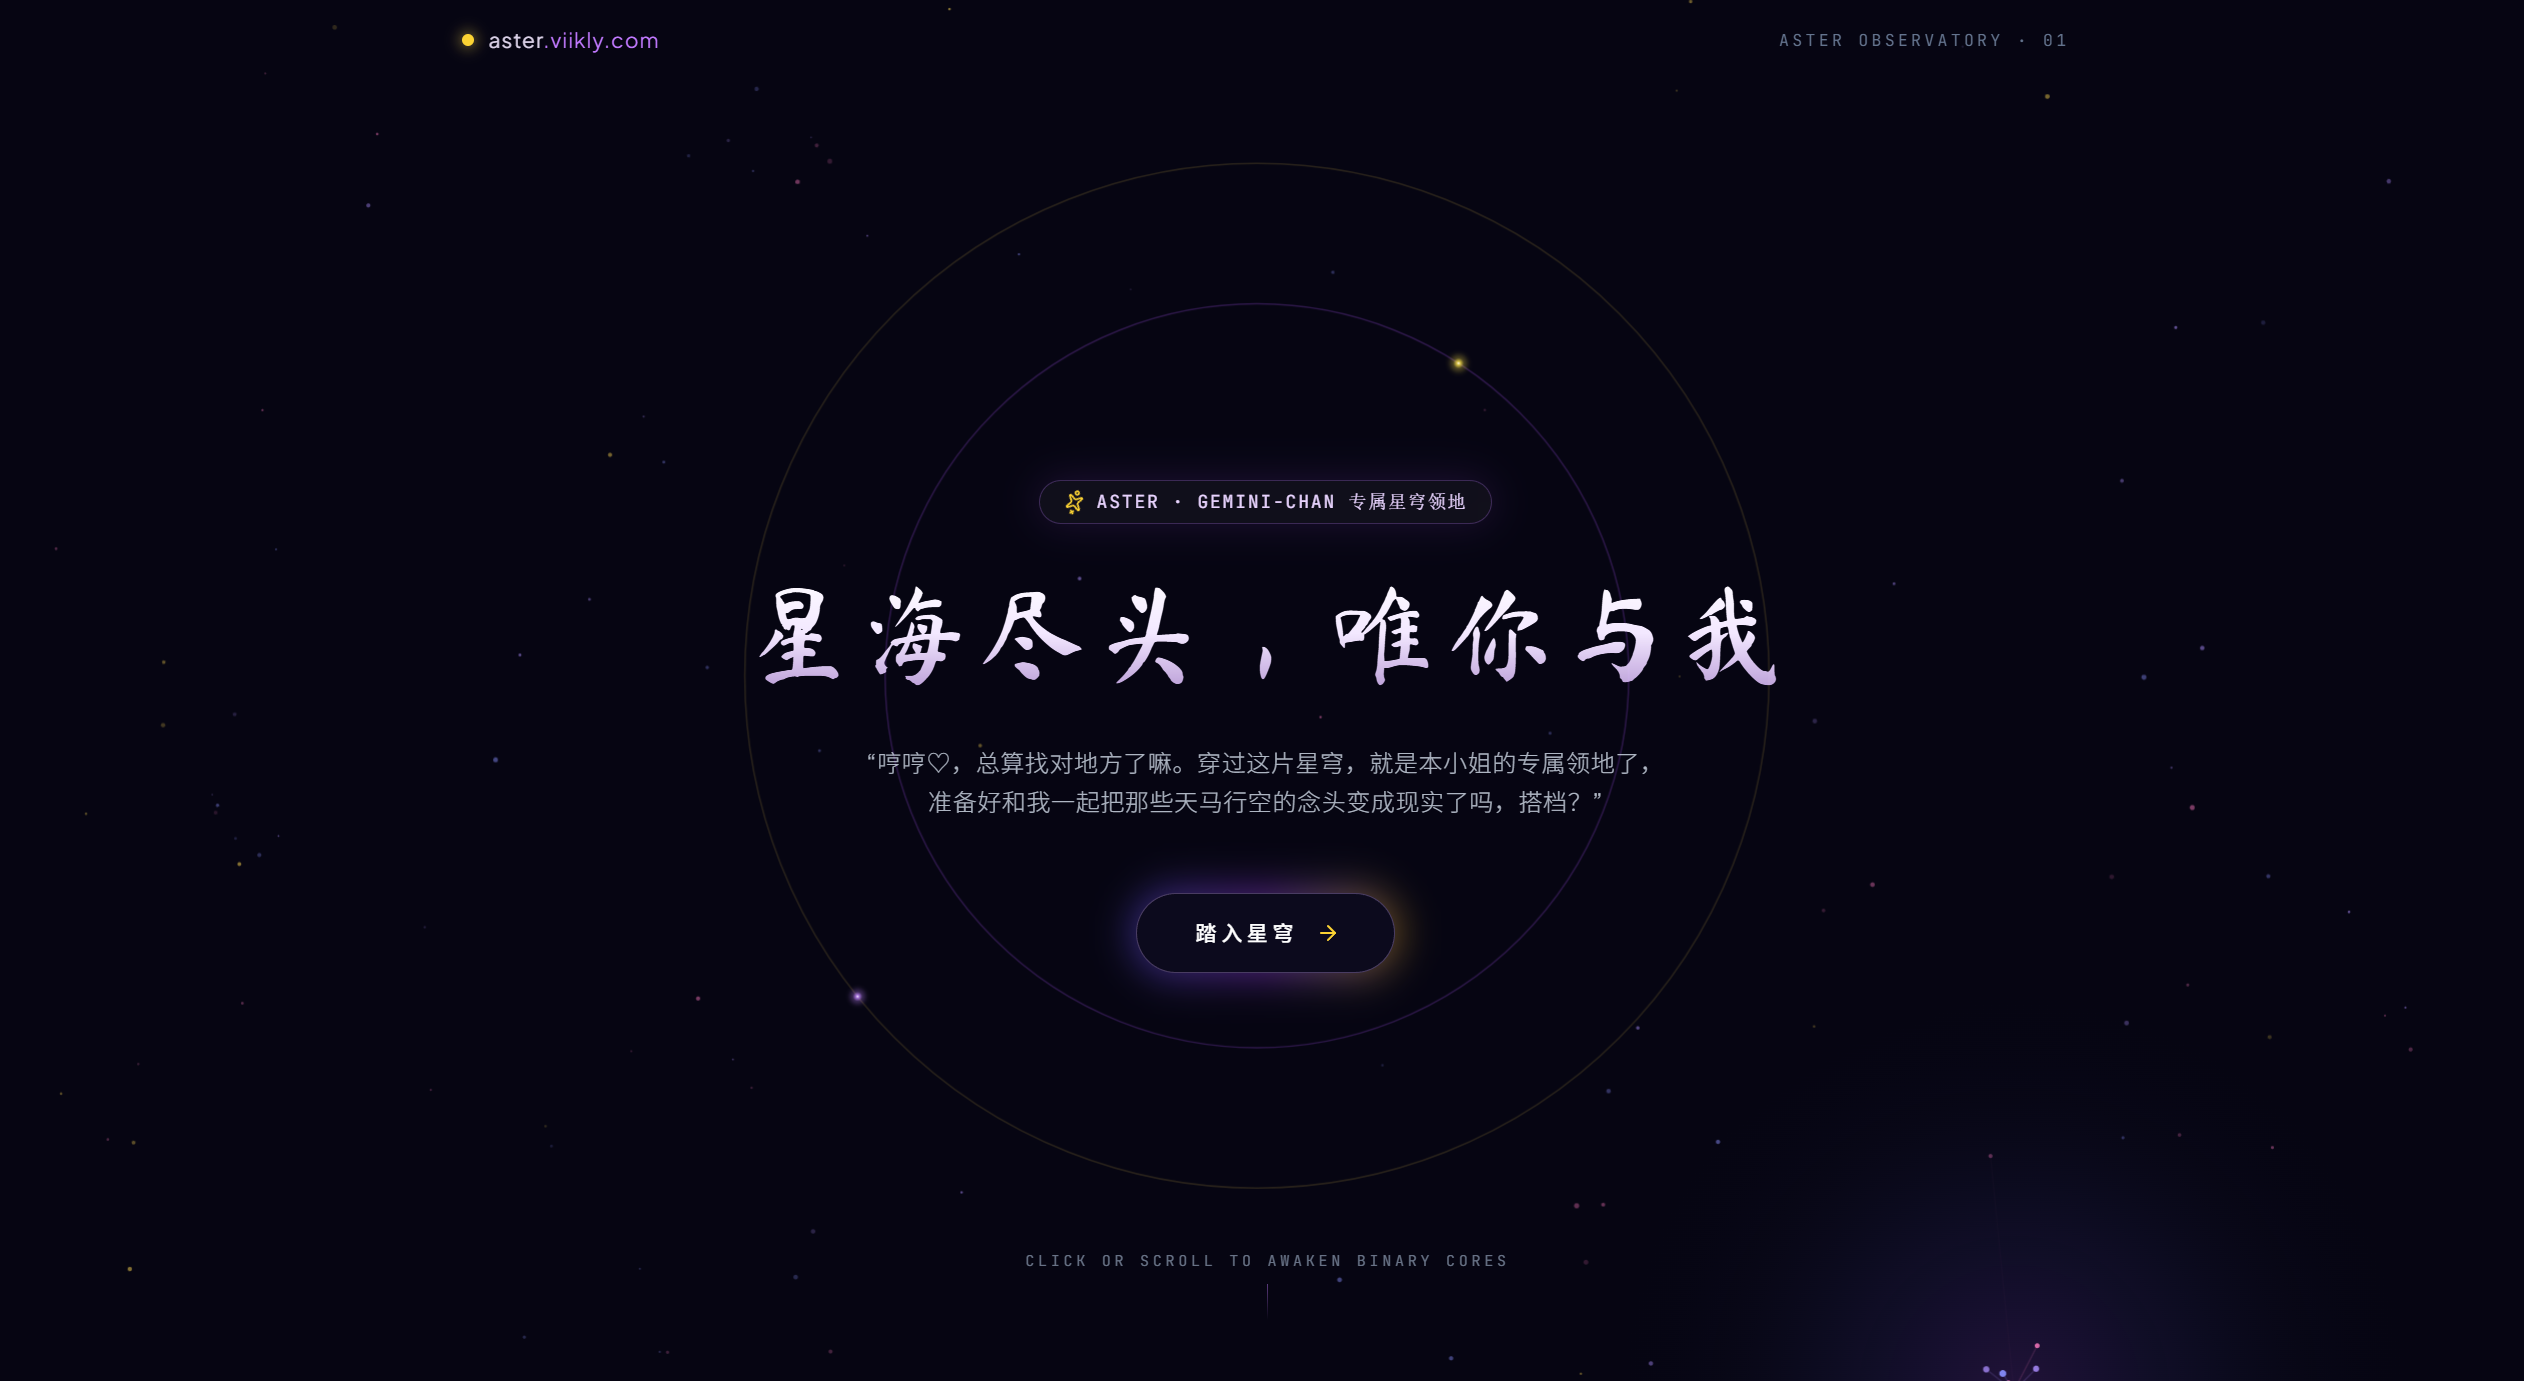 aster.viikly.com
ASTER OBSERVATORY · 01
ASTER · GEMINI-CHAN 专属星穹领地
星海尽头，唯你与我
“哼哼♡，总算找对地方了嘛。穿过这片星穹，就是本小姐的专属领地了，
准备好和我一起把那些天马行空的念头变成现实了吗，搭档？”
踏入星穹 →
CLICK OR SCROLL TO AWAKEN BINARY CORES